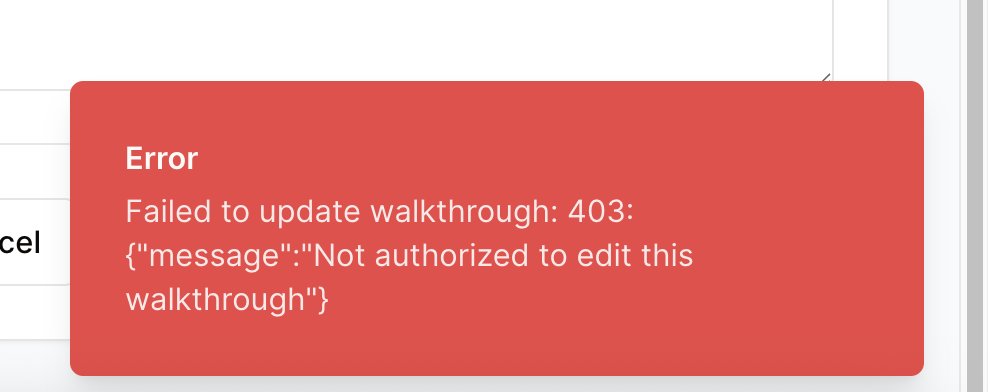 Error
Failed to update walkthrough: 403:
{"message":"Not authorized to edit this
cel
walkthrough"}